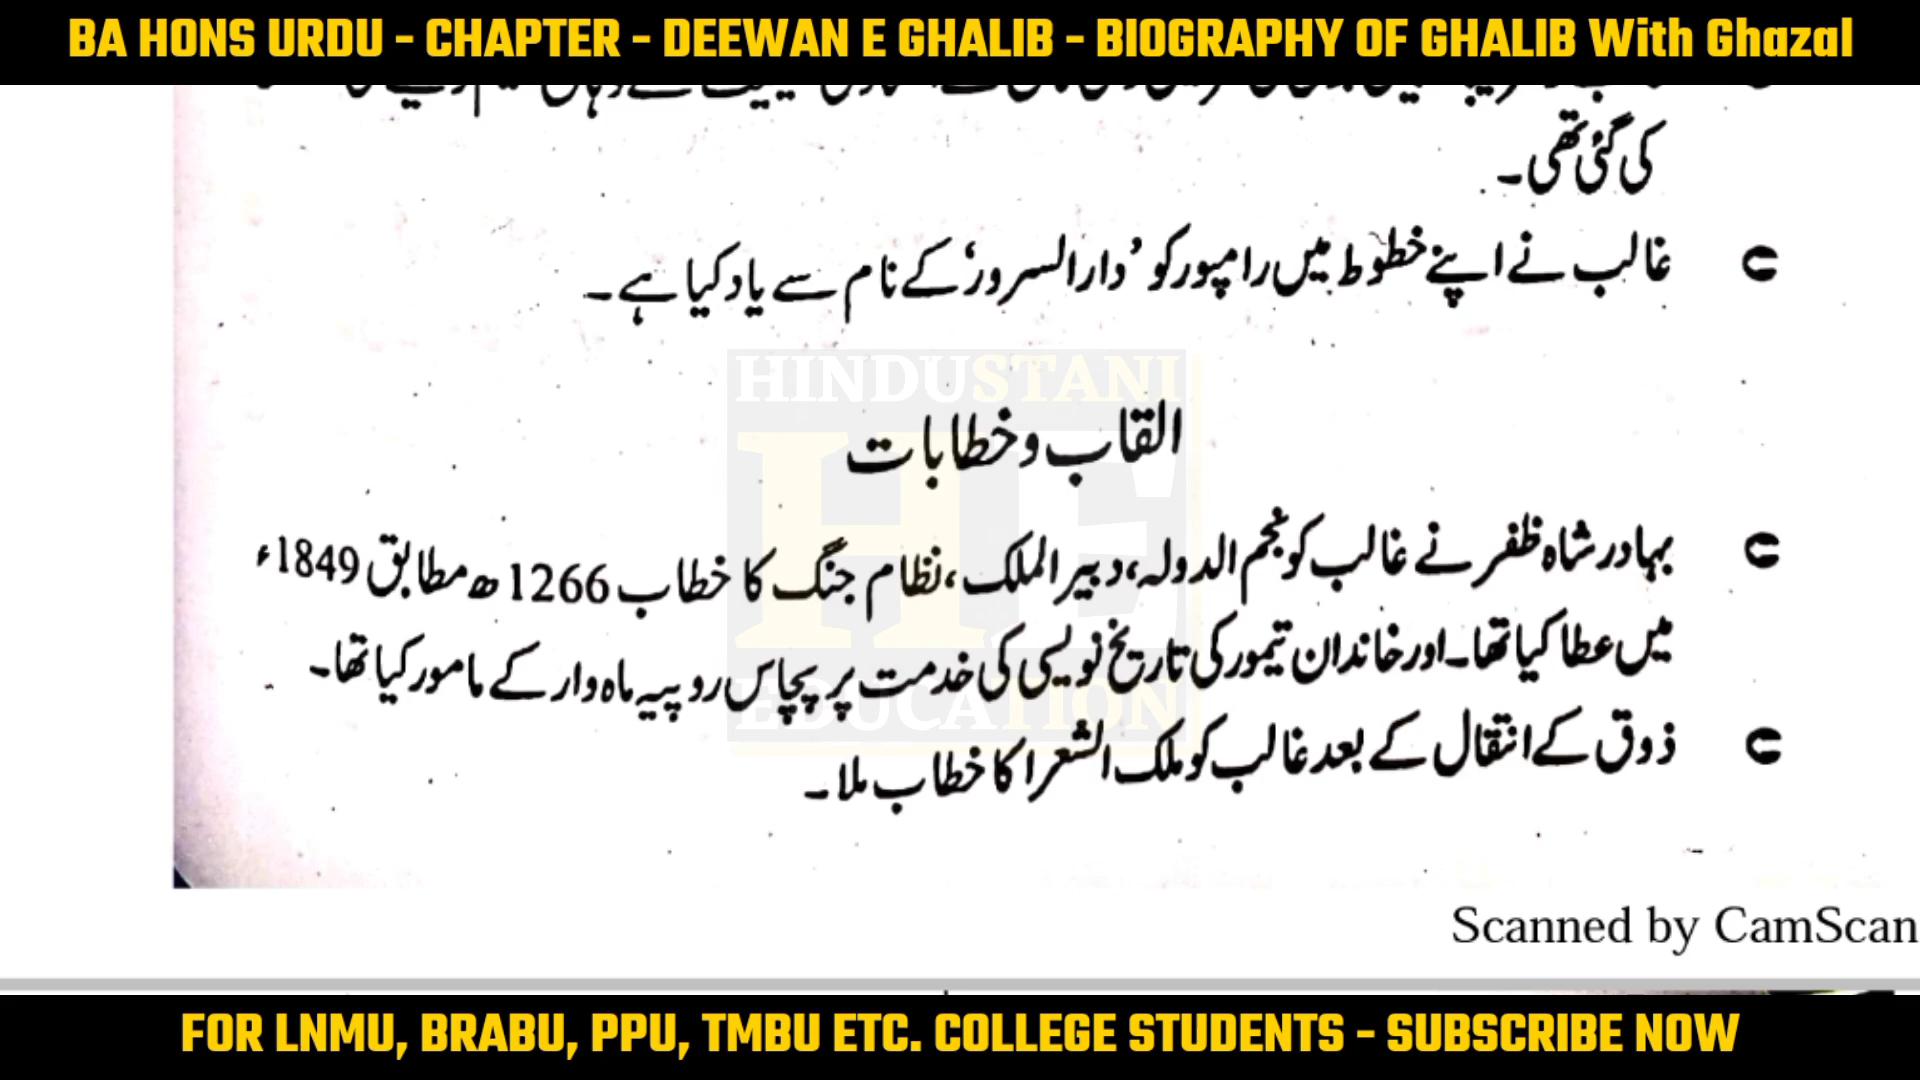 BA HONS URDU - CHAPTER - DEEWAN E GHALIB - BIOGRAPHY OF GHALIB With Ghazal
کی گئی تھی۔
غالب نے اپنے خطوط میں رامپور کو ’دار السرور‘ کے نام سے یاد کیا ہے۔
HINDUSTANI
HE
EDUCATION
القاب و خطابات
بہادر شاہ ظفر نے غالب کو نجم الدولہ، دبیر الملک، نظام جنگ کا خطاب 1266ھ مطابق 1849ء
میں عطا کیا تھا۔ اور خاندان تیمور کی تاریخ نویسی کی خدمت پر پچاس روپیہ ماہ وار کے مامور کیا تھا۔
ذوق کے انتقال کے بعد غالب کو ملک الشعرا کا خطاب ملا۔
Scanned by CamScan
FOR LNMU, BRABU, PPU, TMBU ETC. COLLEGE STUDENTS - SUBSCRIBE NOW